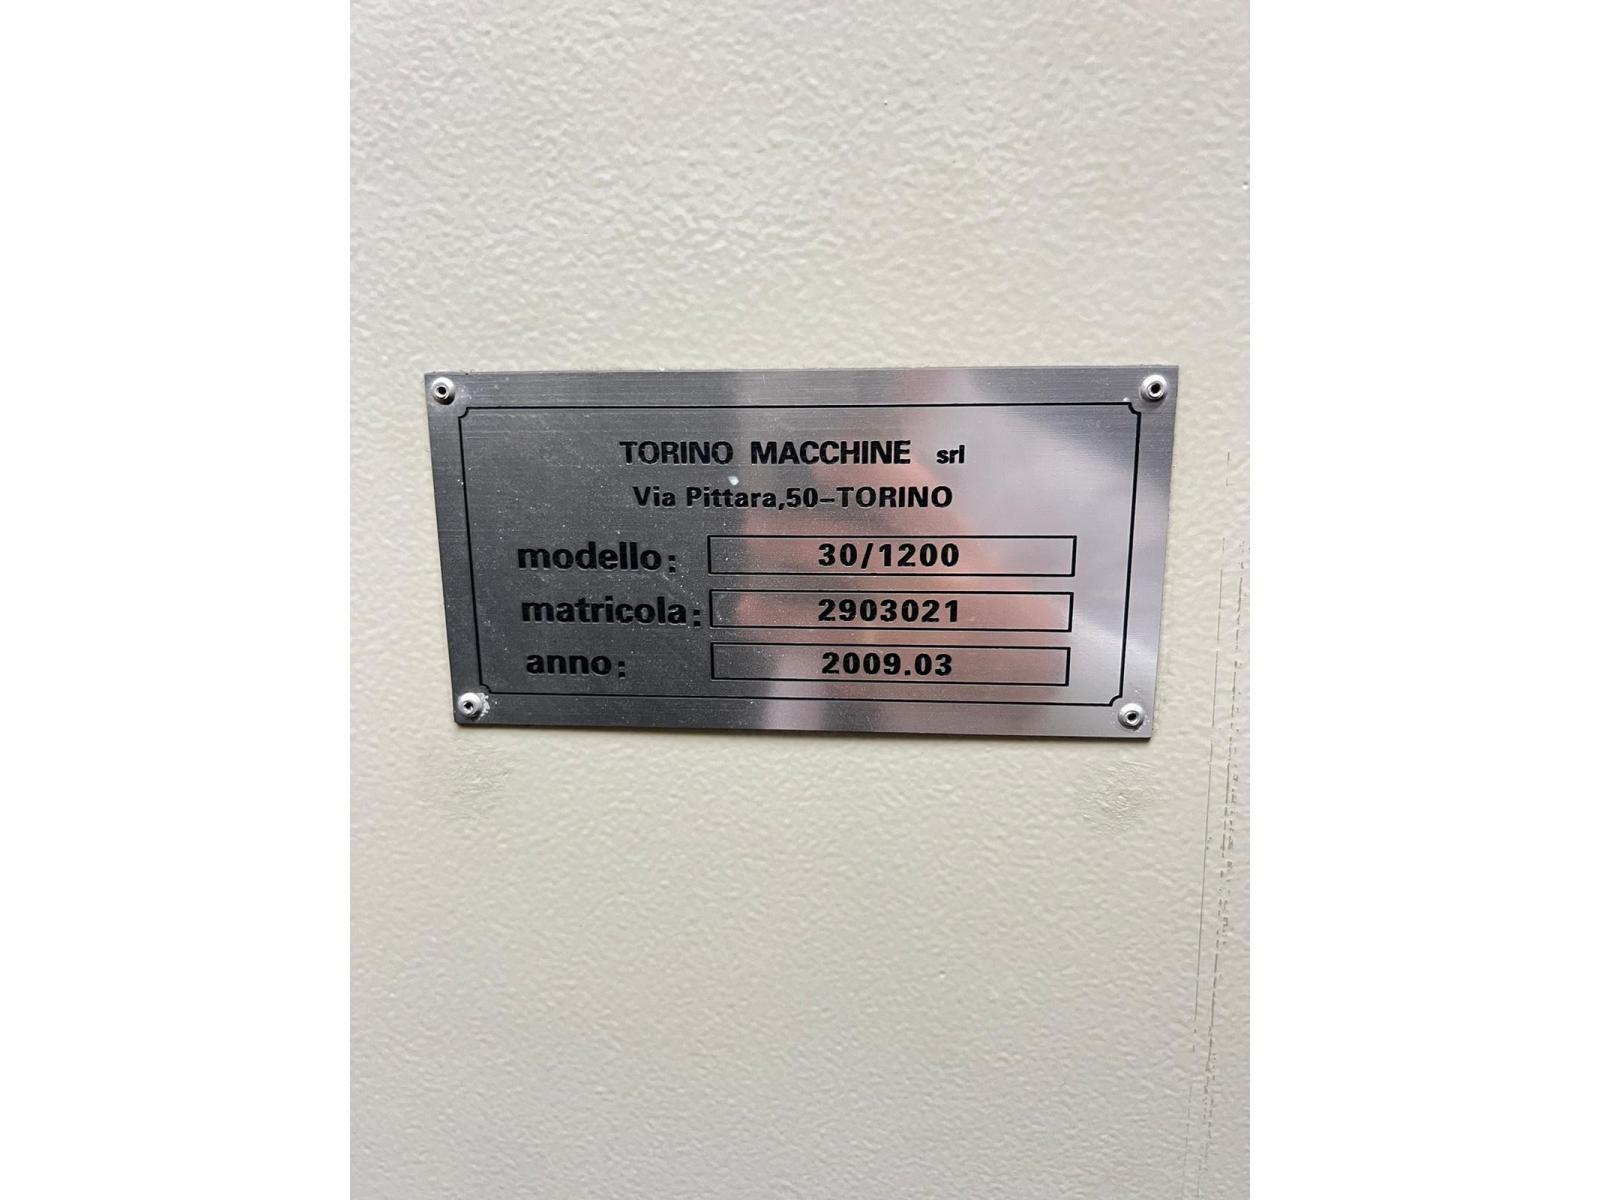 TORINO MACCHINE srl
Via Pittara,50-TORINO
modello: 30/1200
matricola: 2903021
anno: 2009.03